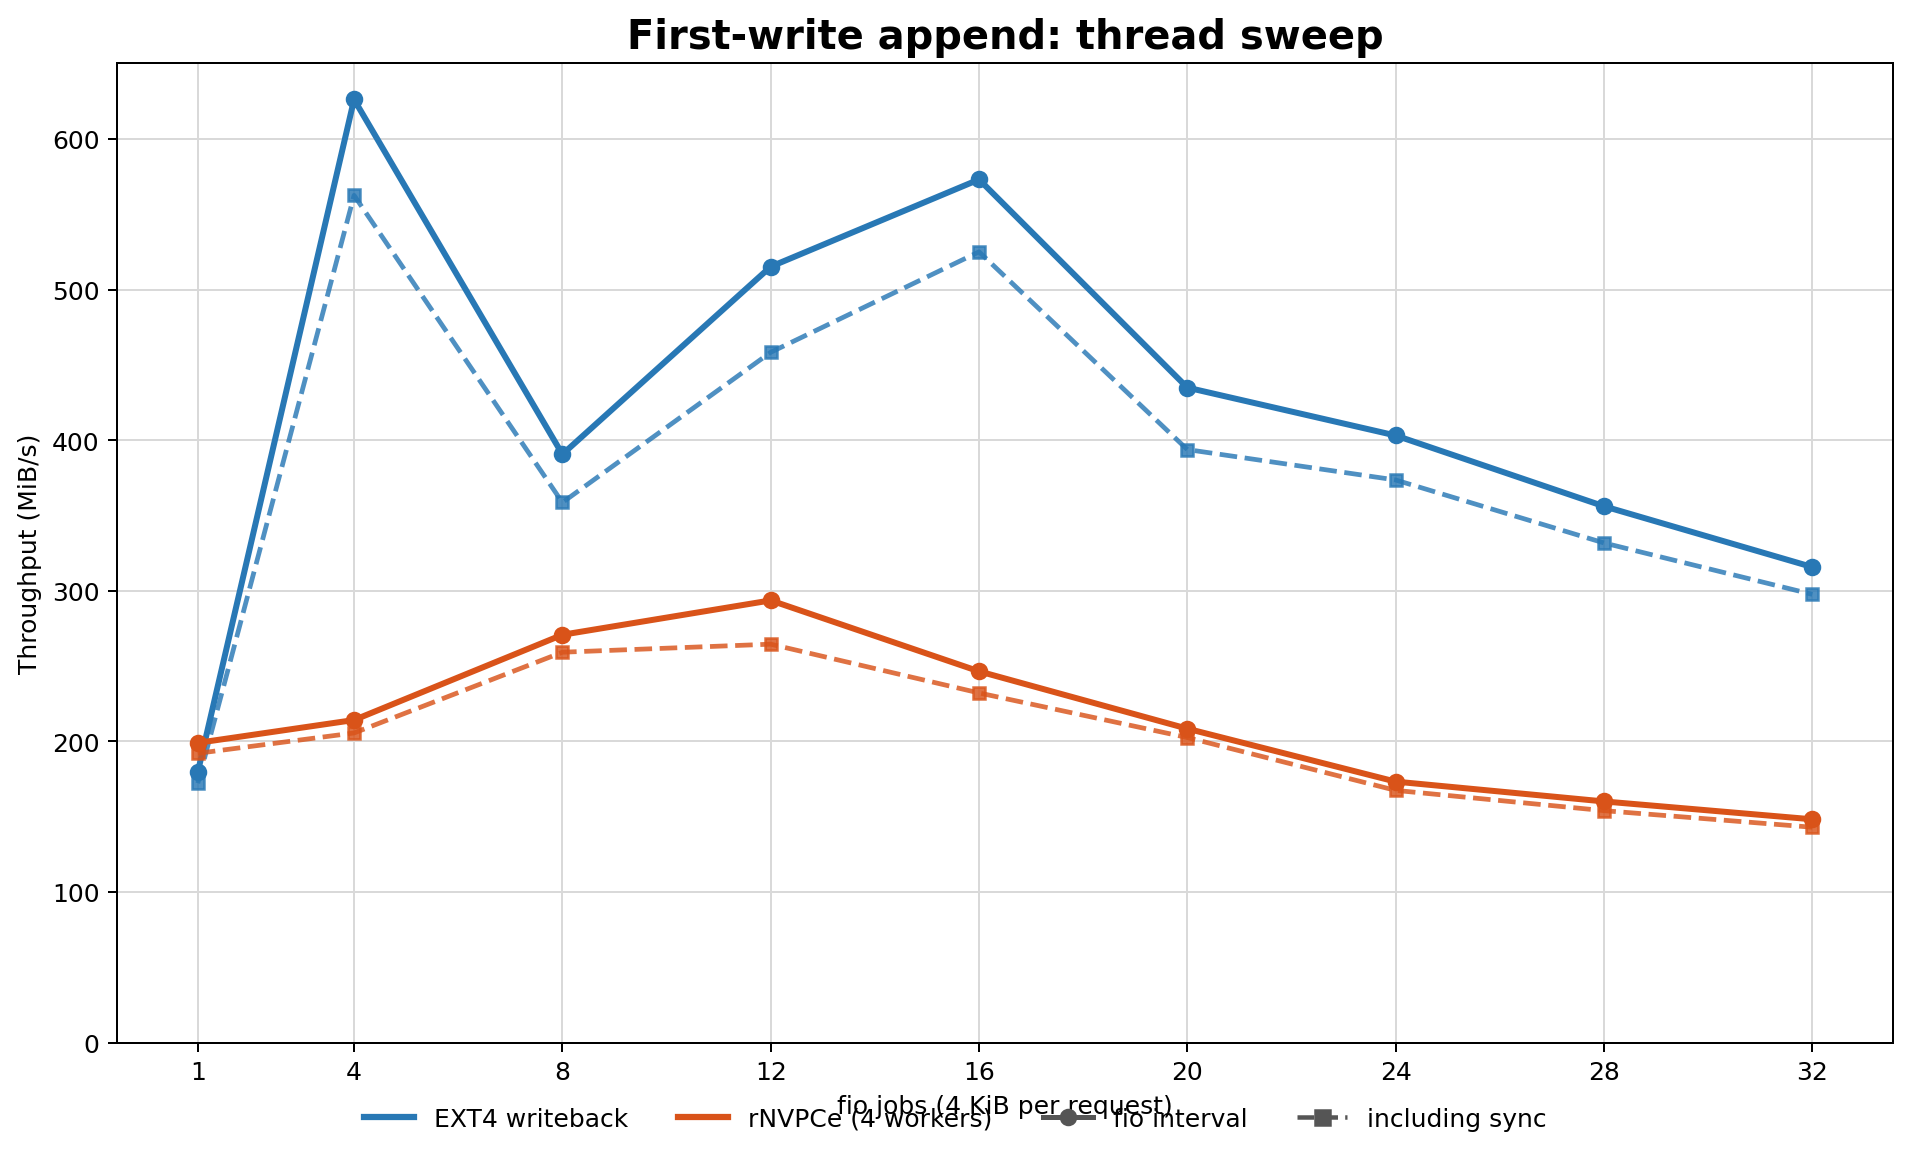 First-write append: thread sweep
Throughput (MiB/s)
600
500
400
300
200
100
0
1 4 8 12 16 20 24 28 32
fio jobs (4 KiB per request)
EXT4 writeback rNVPCe (4 workers) fio interval including sync